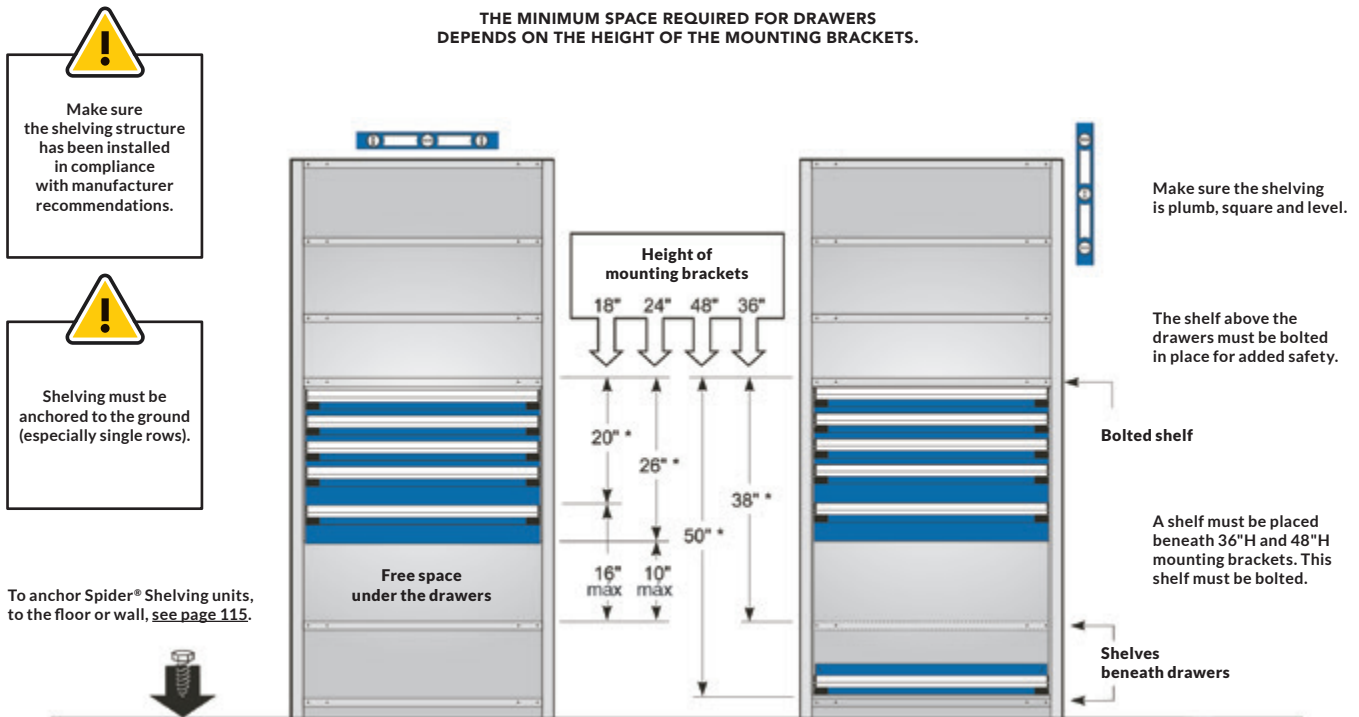 THE MINIMUM SPACE REQUIRED FOR DRAWERS
DEPENDS ON THE HEIGHT OF THE MOUNTING BRACKETS.
Make sure
the shelving structure
has been installed
in compliance
with manufacturer
recommendations.
Shelving must be
anchored to the ground
(especially single rows).
To anchor Spider® Shelving units,
to the floor or wall, see page 115.
Free space
under the drawers
Height of
mounting brackets
18" 24" 48" 36"
20" *
26" *
38" *
50" *
16"
max
10"
max
Make sure the shelving
is plumb, square and level.
The shelf above the
drawers must be bolted
in place for added safety.
Bolted shelf
A shelf must be placed
beneath 36"H and 48"H
mounting brackets. This
shelf must be bolted.
Shelves
beneath drawers